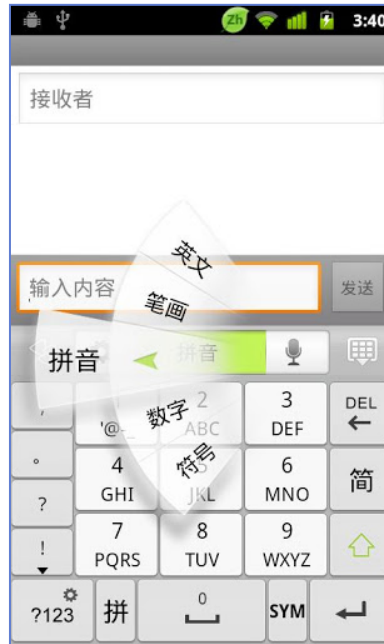 Zh 3:40
接收者
英文
输入内容 发送
笔画
拼音 拼音
数字
符号
, 2 3 DEL
'@-_ ABC DEF
。 4 6 简
GHI JKL MNO
?
7 8 9
! PQRS TUV WXYZ
?123 拼 0 SYM